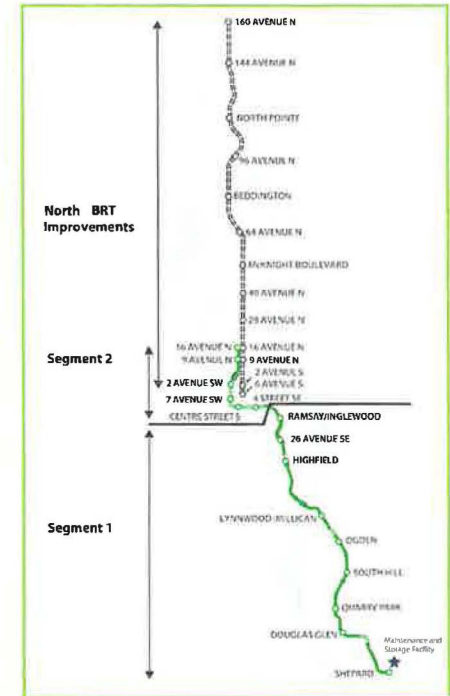 160 AVENUE N
144 AVENUE N
NORTH POINTE
96 AVENUE N
BEDDINGTON
North BRT
Improvements
64 AVENUE N
McKNIGHT BOULEVARD
40 AVENUE N
28 AVENUE N
Segment 2
16 AVENUE N
16 AVENUE N
9 AVENUE N
9 AVENUE N
2 AVENUE S
2 AVENUE SW
6 AVENUE S
7 AVENUE SW
4 STREET SE
CENTRE STREET S
RAMSAY/INGLEWOOD
26 AVENUE SE
HIGHFIELD
Segment 1
LYNNWOOD/MILLICAN
OGDEN
SOUTH HILL
QUARRY PARK
DOUGLAS GLEN
Maintenance and
Storage Facility
SHEPARD